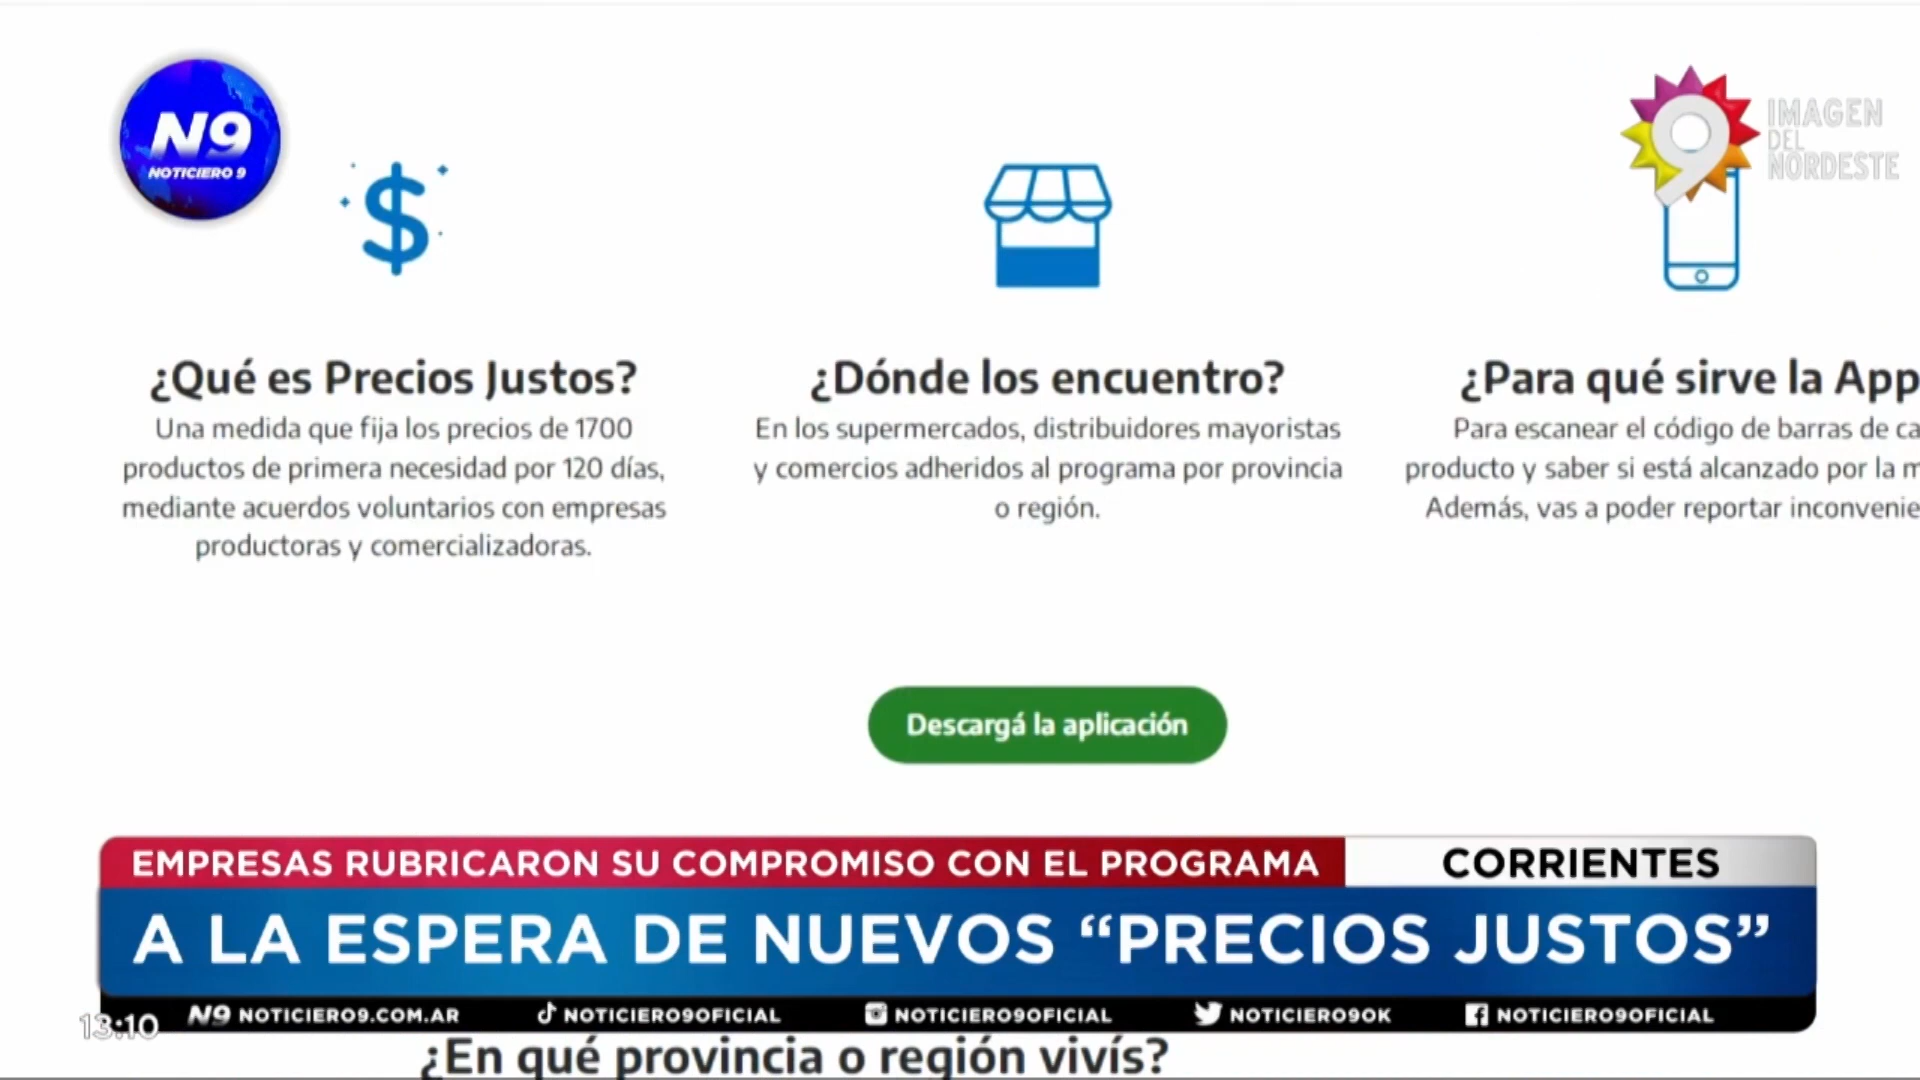 N9
NOTICIERO 9
9
IMAGEN
DEL
NORDESTE
$
¿Qué es Precios Justos?
Una medida que fija los precios de 1700
productos de primera necesidad por 120 días,
mediante acuerdos voluntarios con empresas
productoras y comercializadoras.
¿Dónde los encuentro?
En los supermercados, distribuidores mayoristas
y comercios adheridos al programa por provincia
o región.
¿Para qué sirve la App
Para escanear el código de barras de ca
producto y saber si está alcanzado por la m
Además, vas a poder reportar inconvenie
Descargá la aplicación
EMPRESAS RUBRICARON SU COMPROMISO CON EL PROGRAMA
CORRIENTES
A LA ESPERA DE NUEVOS “PRECIOS JUSTOS”
13:10
N9 NOTICIERO9.COM.AR
NOTICIERO9OFICIAL
NOTICIERO9OFICIAL
NOTICIERO9OK
NOTICIERO9OFICIAL
¿En qué provincia o región vivís?